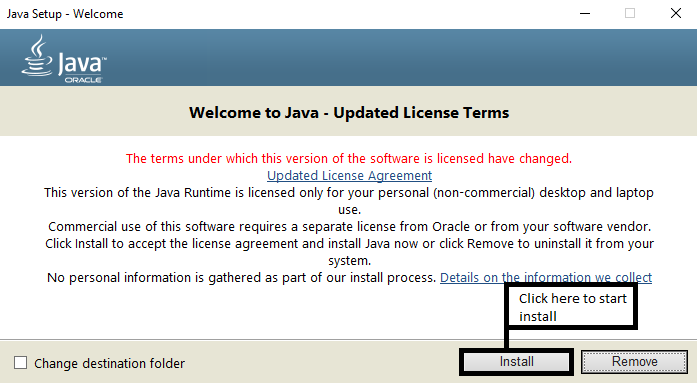 Java Setup - Welcome
Java™
ORACLE
Welcome to Java - Updated License Terms
The terms under which this version of the software is licensed have changed.
Updated License Agreement
This version of the Java Runtime is licensed only for your personal (non-commercial) desktop and laptop
use.
Commercial use of this software requires a separate license from Oracle or from your software vendor.
Click Install to accept the license agreement and install Java now or click Remove to uninstall it from your
system.
No personal information is gathered as part of our install process. Details on the information we collect
Click here to start
install
Change destination folder
Install
Remove